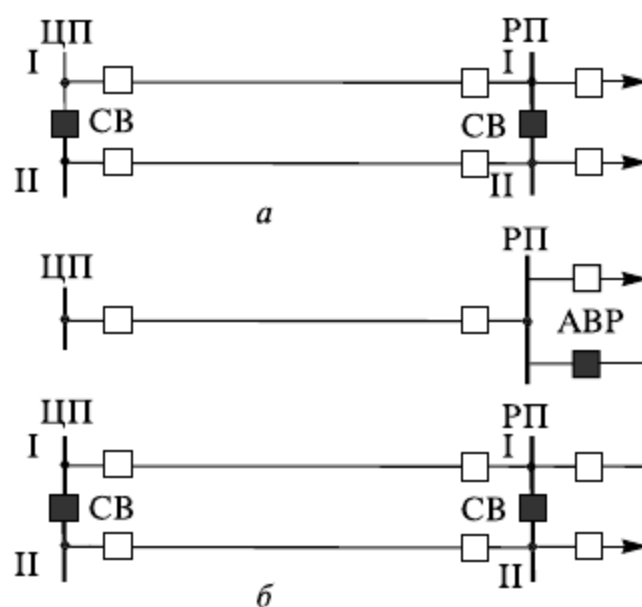 ЦП РП
I I
СВ СВ
II II
а
РП
ЦП
АВР
ЦП РП
I I
СВ СВ
II II
б